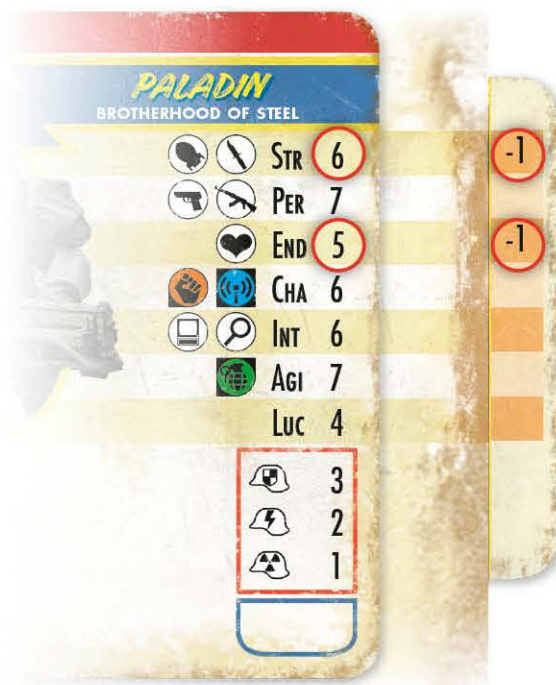 PALADIN
BROTHERHOOD OF STEEL
STR 6 -1
PER 7
END 5 -1
CHA 6
INT 6
AGI 7
LUC 4
3
2
1